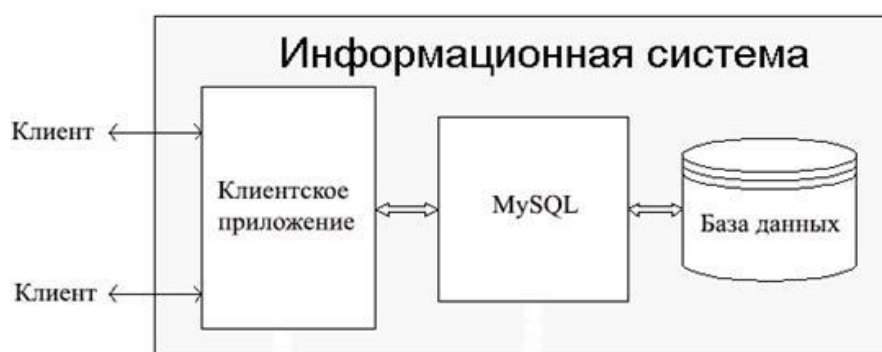 Информационная система
Клиент
Клиентское
приложение
MySQL
База данных
Клиент